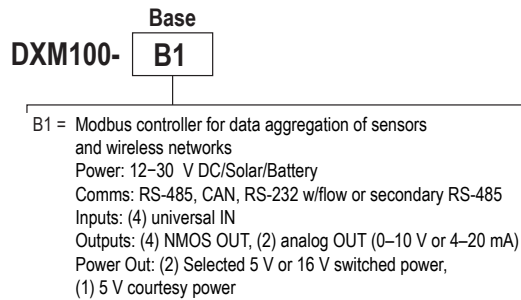 Base
DXM100- B1
B1 = Modbus controller for data aggregation of sensors
and wireless networks
Power: 12−30 V DC/Solar/Battery
Comms: RS-485, CAN, RS-232 w/flow or secondary RS-485
Inputs: (4) universal IN
Outputs: (4) NMOS OUT, (2) analog OUT (0–10 V or 4–20 mA)
Power Out: (2) Selected 5 V or 16 V switched power,
(1) 5 V courtesy power